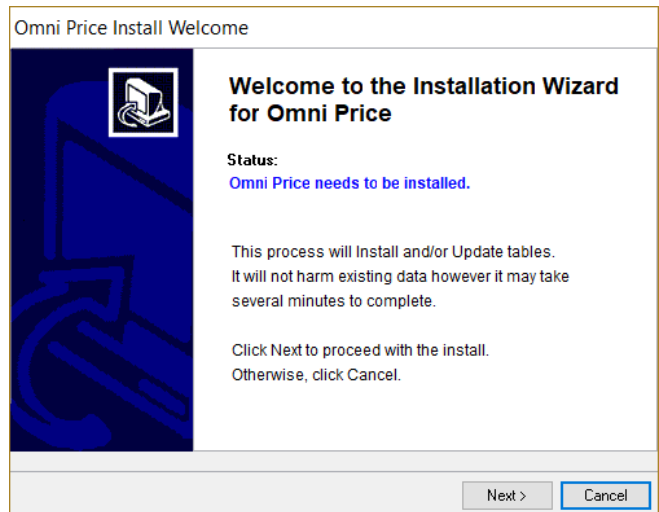 Omni Price Install Welcome
Welcome to the Installation Wizard
for Omni Price
Status:
Omni Price needs to be installed.
This process will Install and/or Update tables.
It will not harm existing data however it may take
several minutes to complete.
Click Next to proceed with the install.
Otherwise, click Cancel.
Next >
Cancel